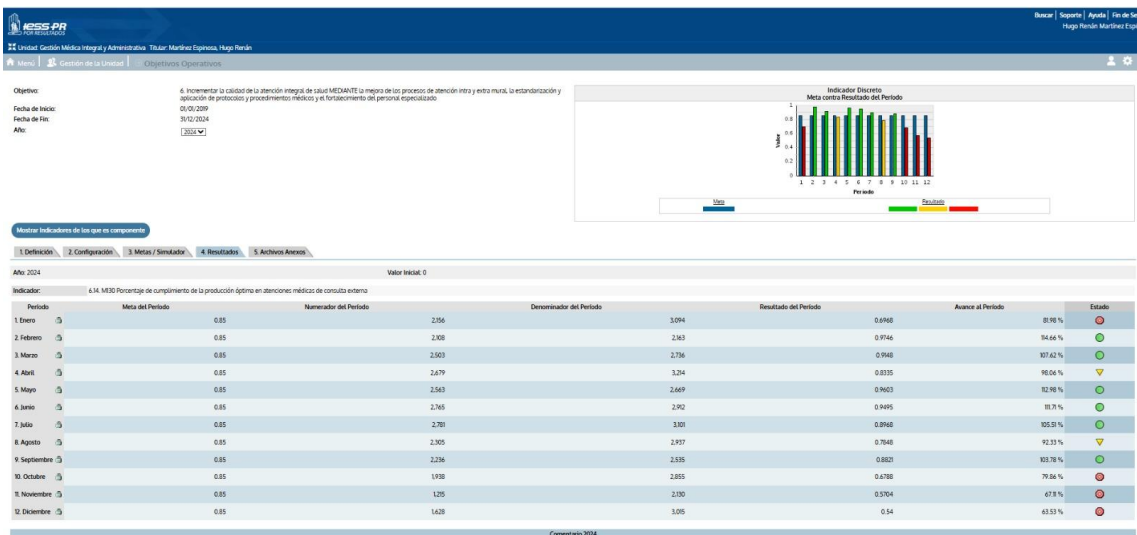 Buscar | Soporte | Ayuda | Fin de Se
IESS-PR
POR RESULTADOS
Hugo Renán Martínez Espi
Unidad: Gestión Médica Integral y Administrativa Titular: Martínez Espinosa, Hugo Renán
Menú | Gestión de la Unidad | Objetivos Operativos
Objetivo: 6. Incrementar la calidad de la atención integral de salud MEDIANTE la mejora de los procesos de atención intra y extra mural, la estandarización y
aplicación de protocolos y procedimientos médicos y el fortalecimiento del personal especializado
Fecha de Inicio: 01/01/2019
Fecha de Fin: 31/12/2024
Año: 2024
Indicador Discreto
Meta contra Resultado del Período
Valor
1
0.8
0.6
0.4
0.2
0
1 2 3 4 5 6 7 8 9 10 11 12
Período
Meta Resultado
Mostrar Indicadores de los que es componente
1. Definición 2. Configuración 3. Metas / Simulador 4. Resultados 5. Archivos Anexos
Año: 2024 Valor Inicial: 0
Indicador: 6.14. MI30 Porcentaje de cumplimiento de la producción óptima en atenciones médicas de consulta externa
Período Meta del Período Numerador del Período Denominador del Período Resultado del Período Avance al Período Estado
1. Enero 0.85 2,156 3,094 0.6968 81.98 %
2. Febrero 0.85 2,108 2,163 0.9746 114.66 %
3. Marzo 0.85 2,503 2,736 0.9148 107.62 %
4. Abril 0.85 2,679 3,214 0.8335 98.06 %
5. Mayo 0.85 2,563 2,669 0.9603 112.98 %
6. Junio 0.85 2,765 2,912 0.9495 111.71 %
7. Julio 0.85 2,781 3,101 0.8968 105.51 %
8. Agosto 0.85 2,305 2,937 0.7848 92.33 %
9. Septiembre 0.85 2,236 2,535 0.8821 103.78 %
10. Octubre 0.85 1,938 2,855 0.6788 79.86 %
11. Noviembre 0.85 1,215 2,130 0.5704 67.11 %
12. Diciembre 0.85 1,628 3,015 0.54 63.53 %
Comentario 2024